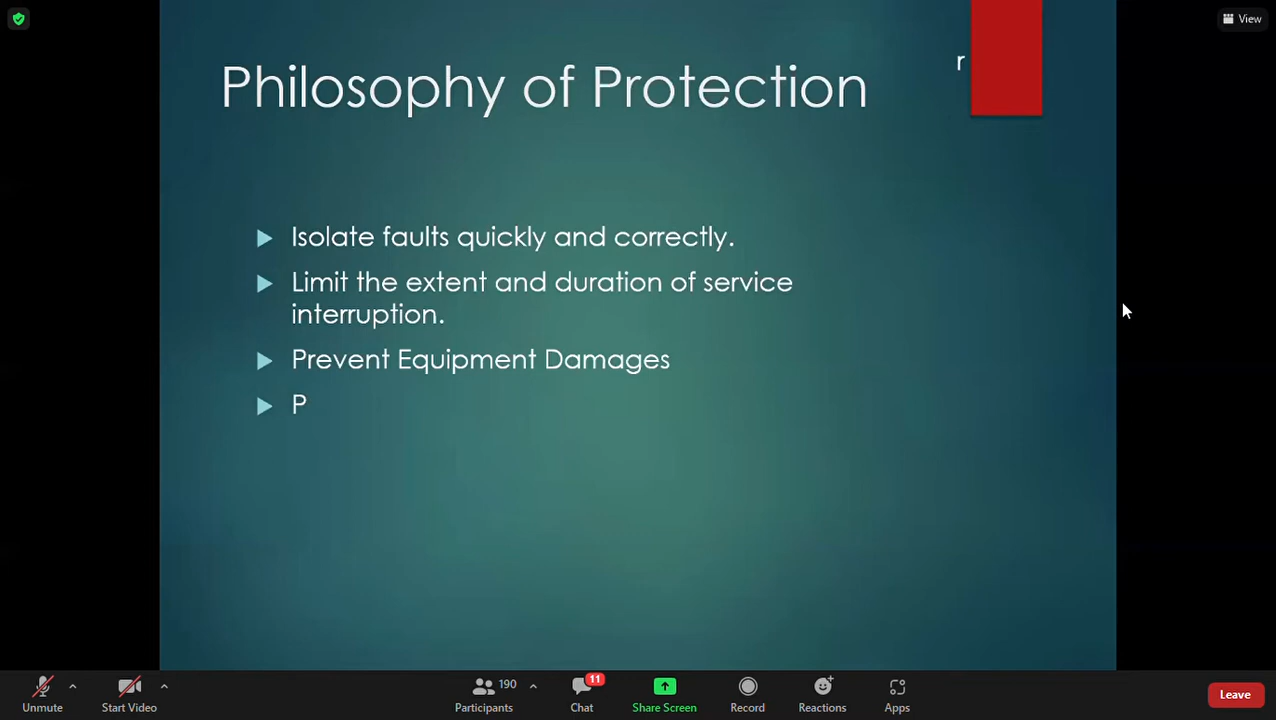 View
Philosophy of Protection
r
Isolate faults quickly and correctly.
Limit the extent and duration of service
interruption.
Prevent Equipment Damages
P
Unmute
Start Video
190
Participants
11
Chat
Share Screen
Record
Reactions
Apps
Leave